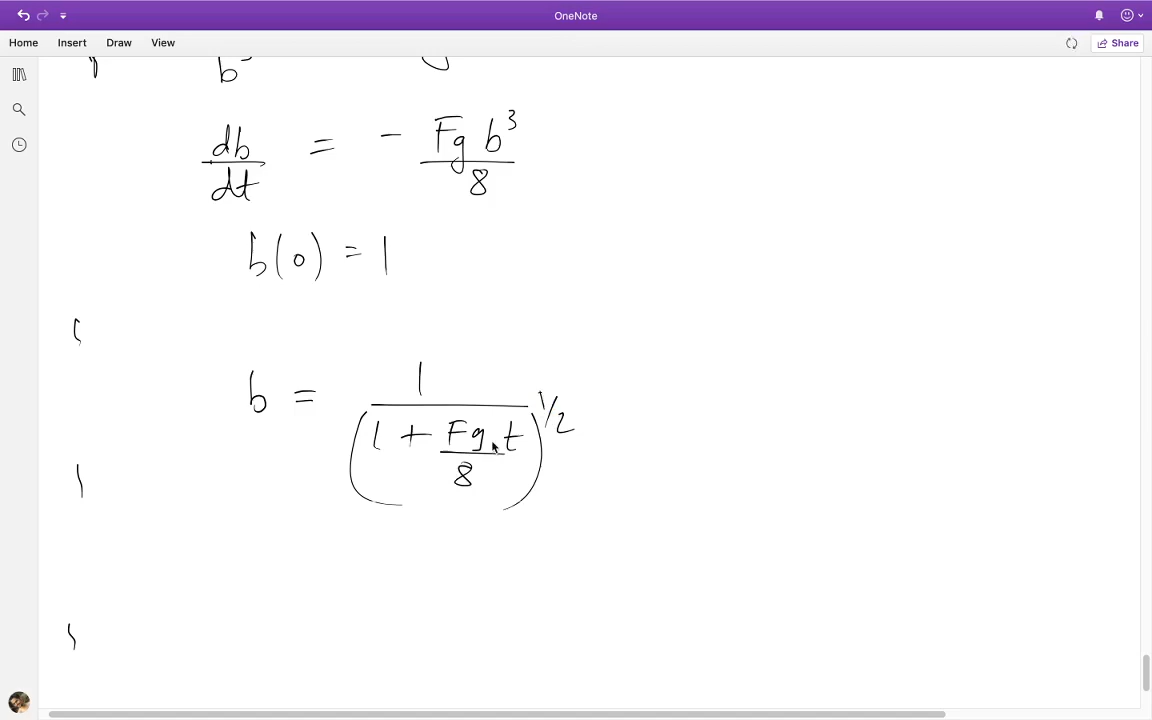 OneNote
Home Insert Draw View Share
b
db/dt = - Fg b³/8
b(0) = 1
b = 1/(1 + Fg t/8)^1/2